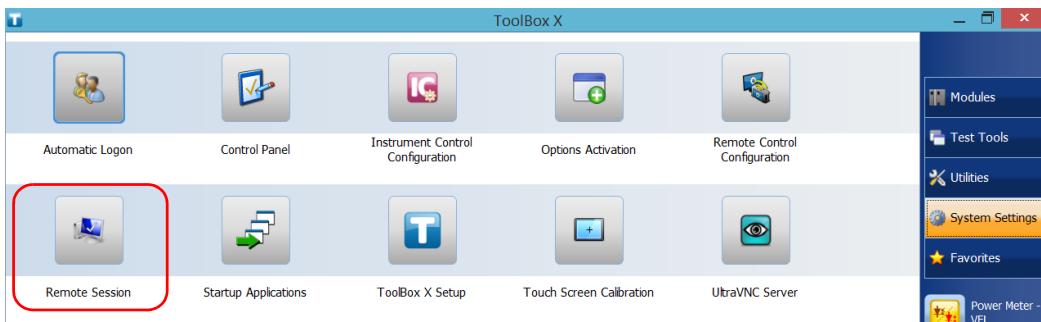 ToolBox X
Automatic Logon
Control Panel
Instrument Control
Configuration
Options Activation
Remote Control
Configuration
Remote Session
Startup Applications
ToolBox X Setup
Touch Screen Calibration
UltraVNC Server
Modules
Test Tools
Utilities
System Settings
Favorites
Power Meter -
VFL